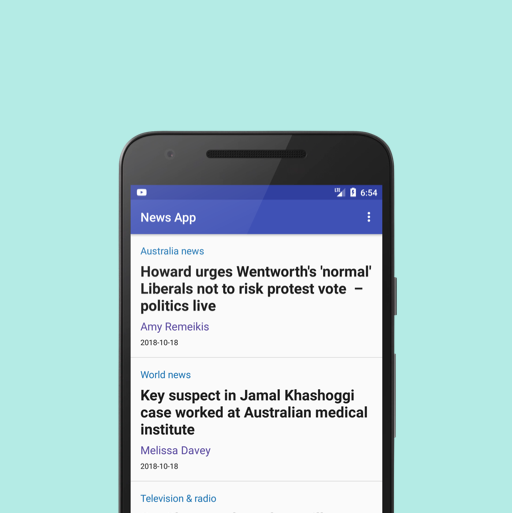 6:54
News App
Australia news
Howard urges Wentworth's 'normal'
Liberals not to risk protest vote –
politics live
Amy Remeikis
2018-10-18
World news
Key suspect in Jamal Khashoggi
case worked at Australian medical
institute
Melissa Davey
2018-10-18
Television & radio